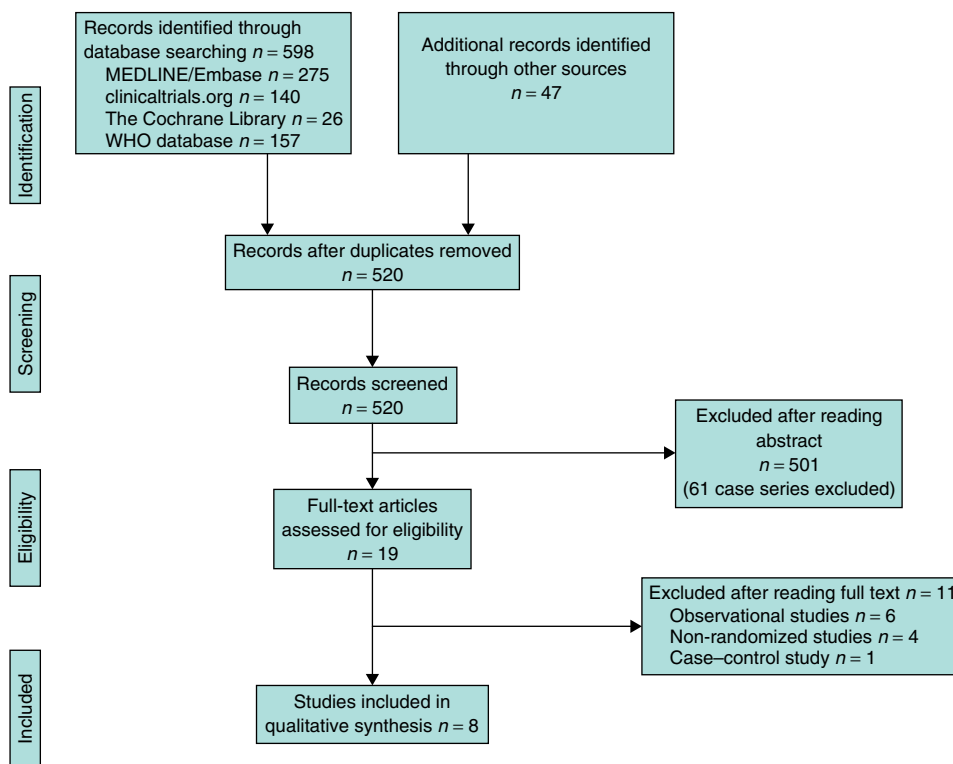 Identification
Records identified through
database searching n = 598
MEDLINE/Embase n = 275
clinicaltrials.org n = 140
The Cochrane Library n = 26
WHO database n = 157
Additional records identified
through other sources
n = 47
Records after duplicates removed
n = 520
Screening
Records screened
n = 520
Excluded after reading
abstract
n = 501
(61 case series excluded)
Eligibility
Full-text articles
assessed for eligibility
n = 19
Excluded after reading full text n = 11
Observational studies n = 6
Non-randomized studies n = 4
Case–control study n = 1
Included
Studies included in
qualitative synthesis n = 8